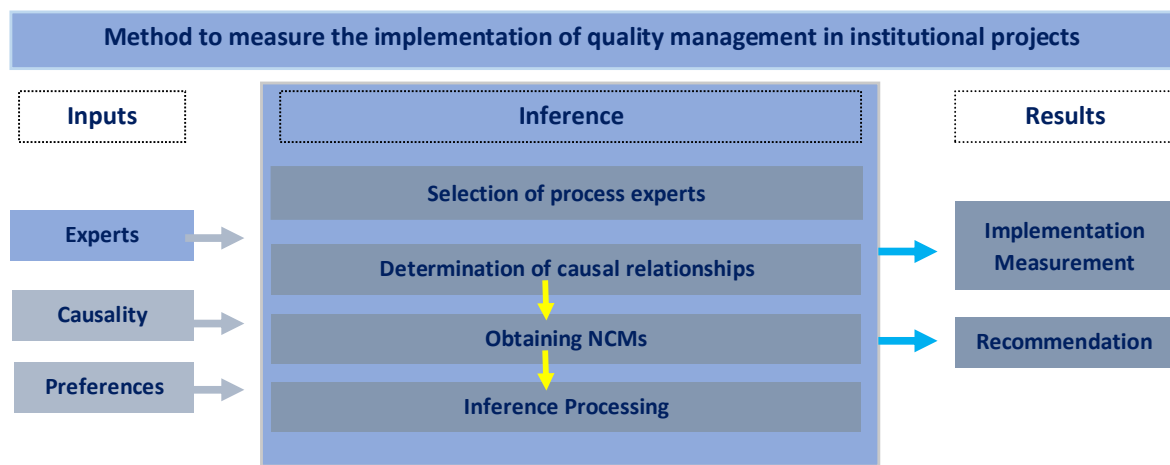 Method to measure the implementation of quality management in institutional projects
Inputs
Inference
Results
Selection of process experts
Experts
Determination of causal relationships
Implementation
Measurement
Causality
Obtaining NCMs
Recommendation
Preferences
Inference Processing